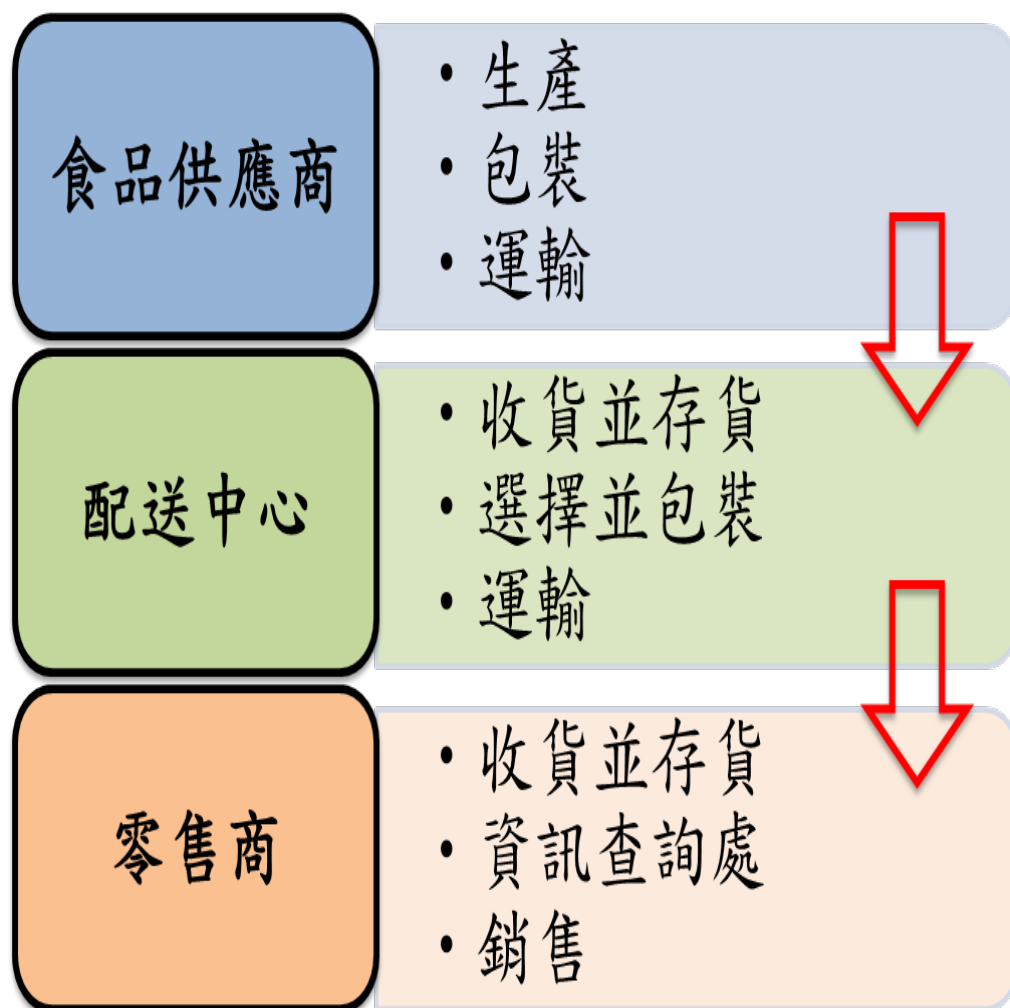 食品供應商
• 生產
• 包裝
• 運輸
配送中心
• 收貨並存貨
• 選擇並包裝
• 運輸
零售商
• 收貨並存貨
• 資訊查詢處
• 銷售